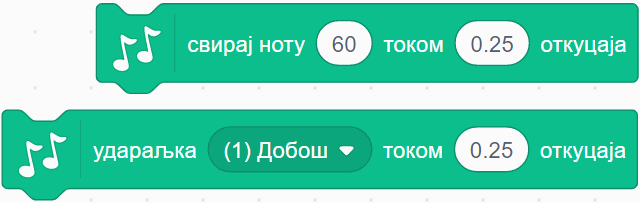 свирај ноту 60 током 0.25 откуцаја
удараљка (1) Добош током 0.25 откуцаја